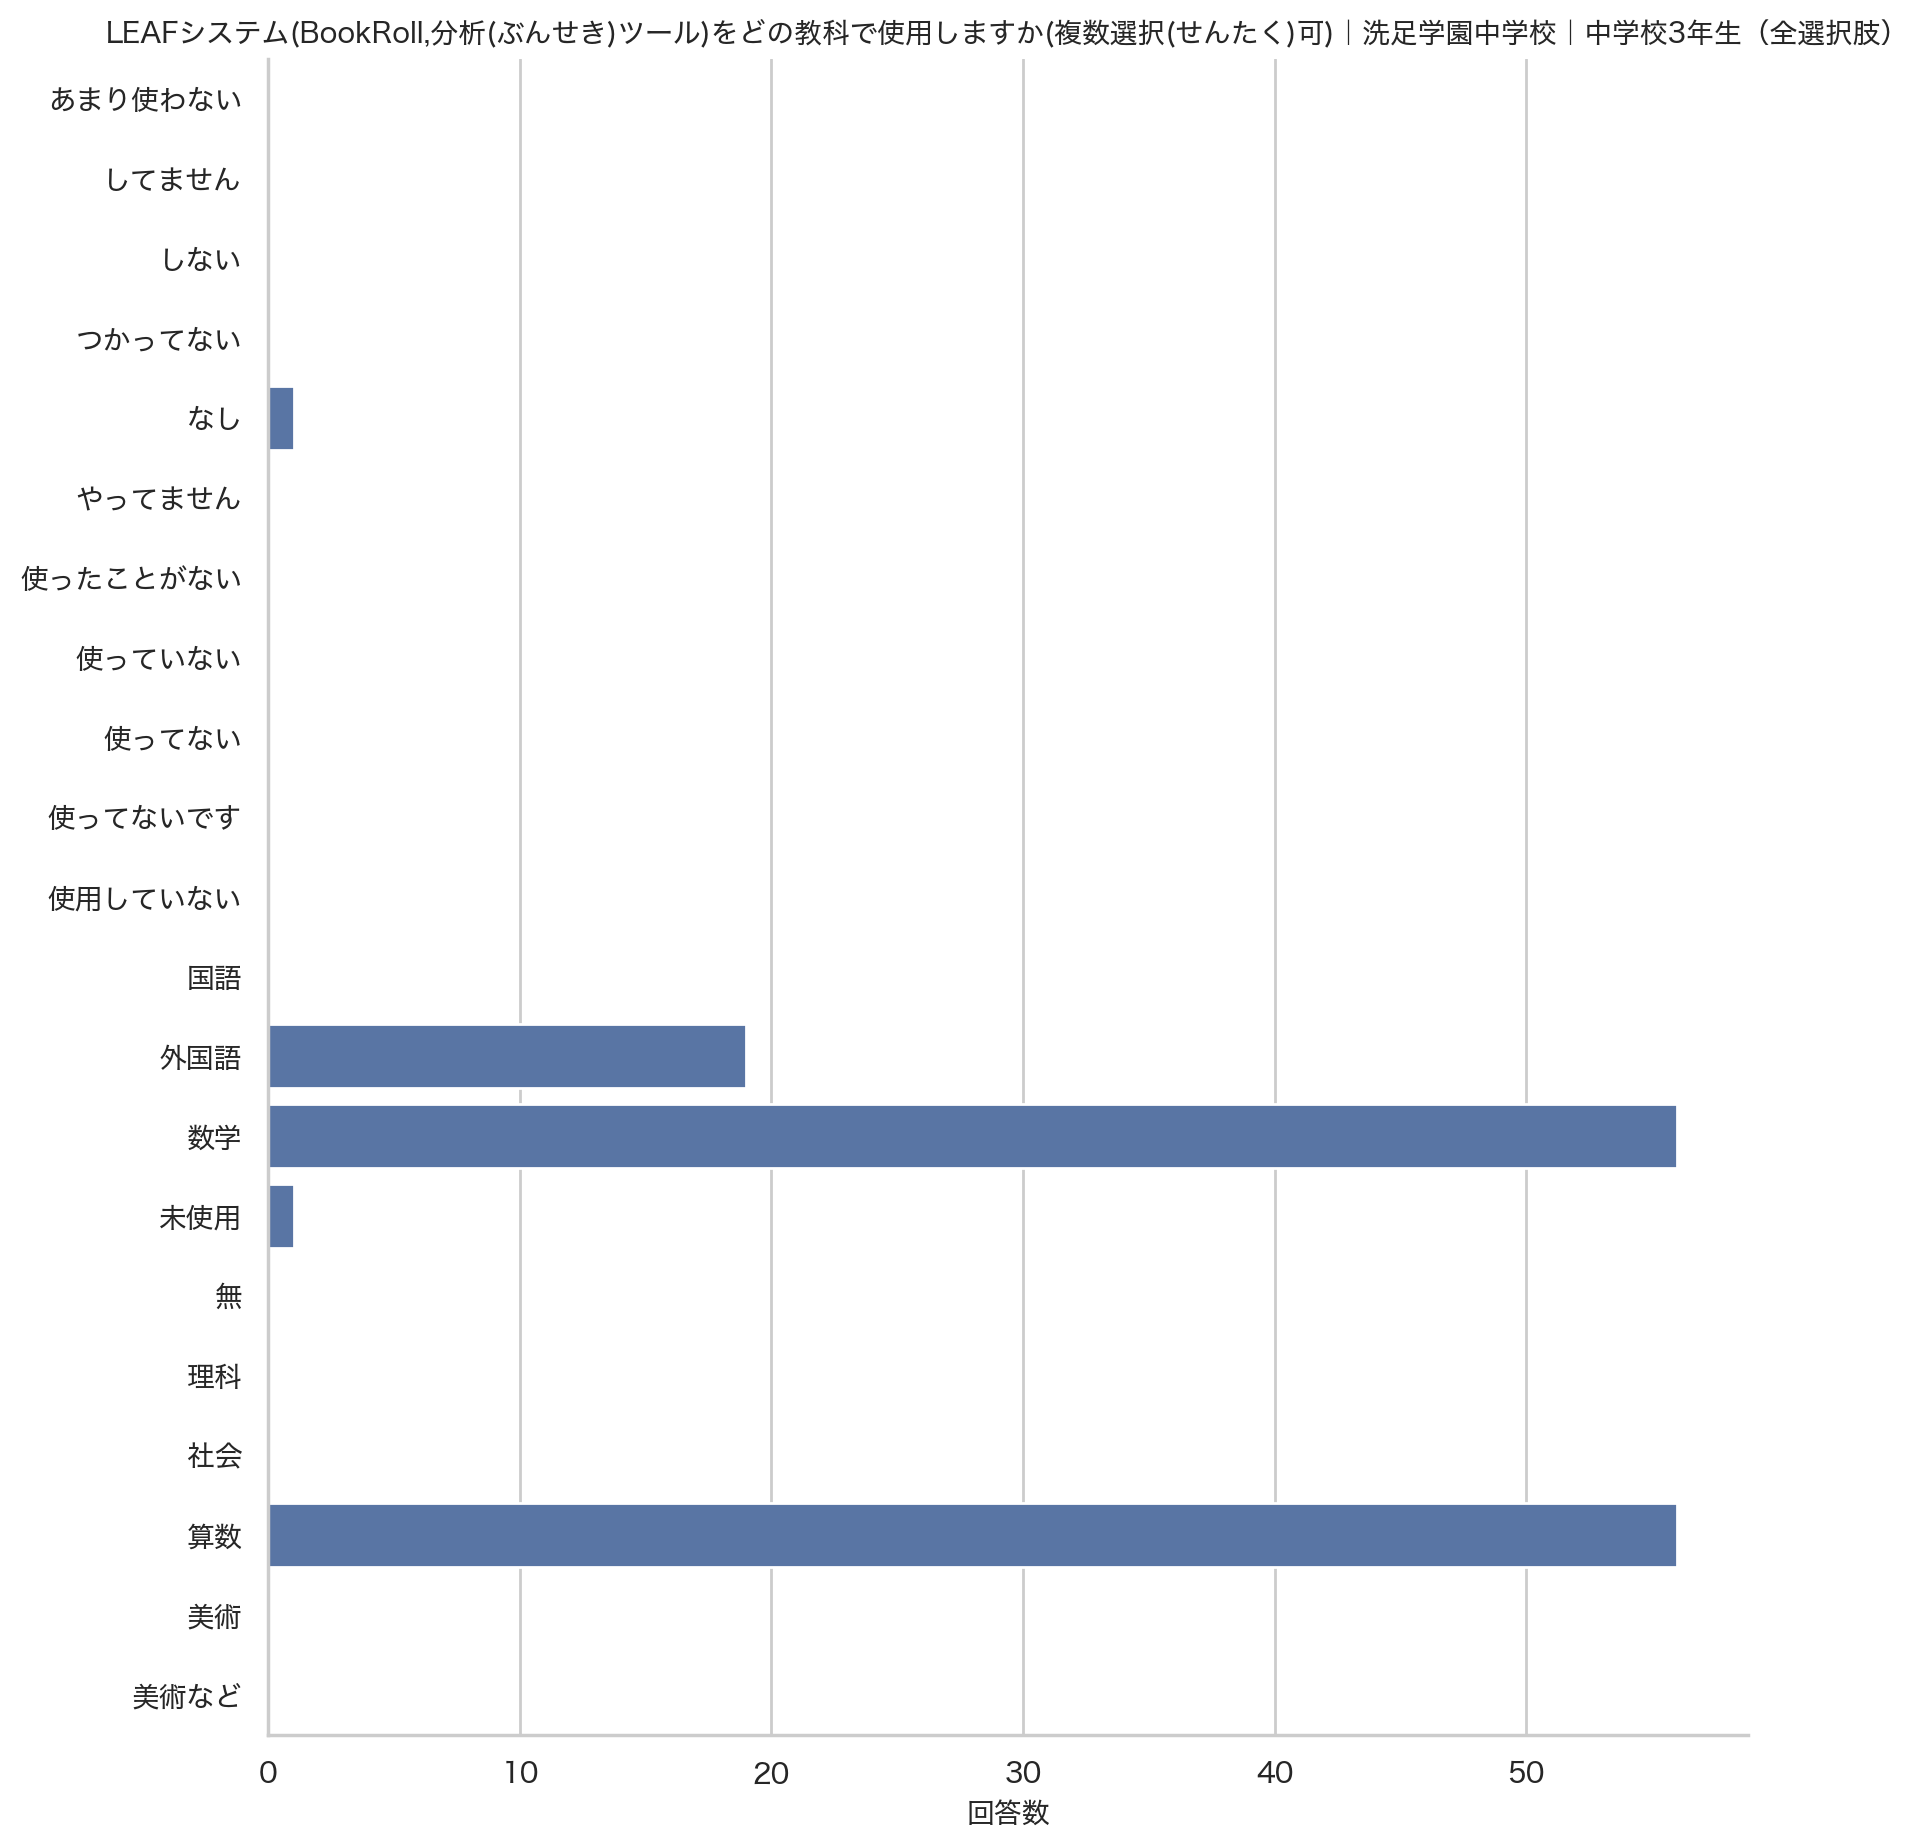 LEAFシステム(BookRoll,分析(ぶんせき)ツール)をどの教科で使用しますか(複数選択(せんたく)可)｜洗足学園中学校｜中学校3年生（全選択肢）
あまり使わない
してません
しない
つかってない
なし
やってません
使ったことがない
使っていない
使ってない
使ってないです
使用していない
国語
外国語
数学
未使用
無
理科
社会
算数
美術
美術など
0 10 20 30 40 50
回答数